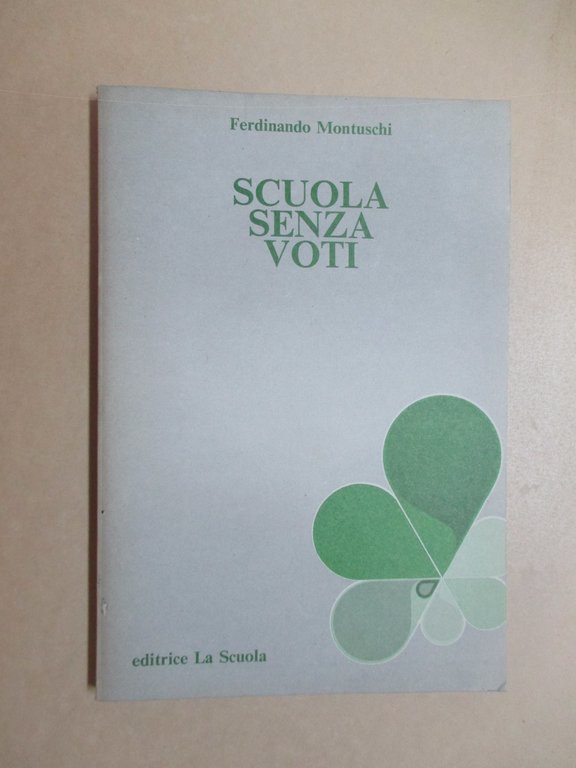 Ferdinando Montuschi
SCUOLA
SENZA
VOTI
editrice La Scuola